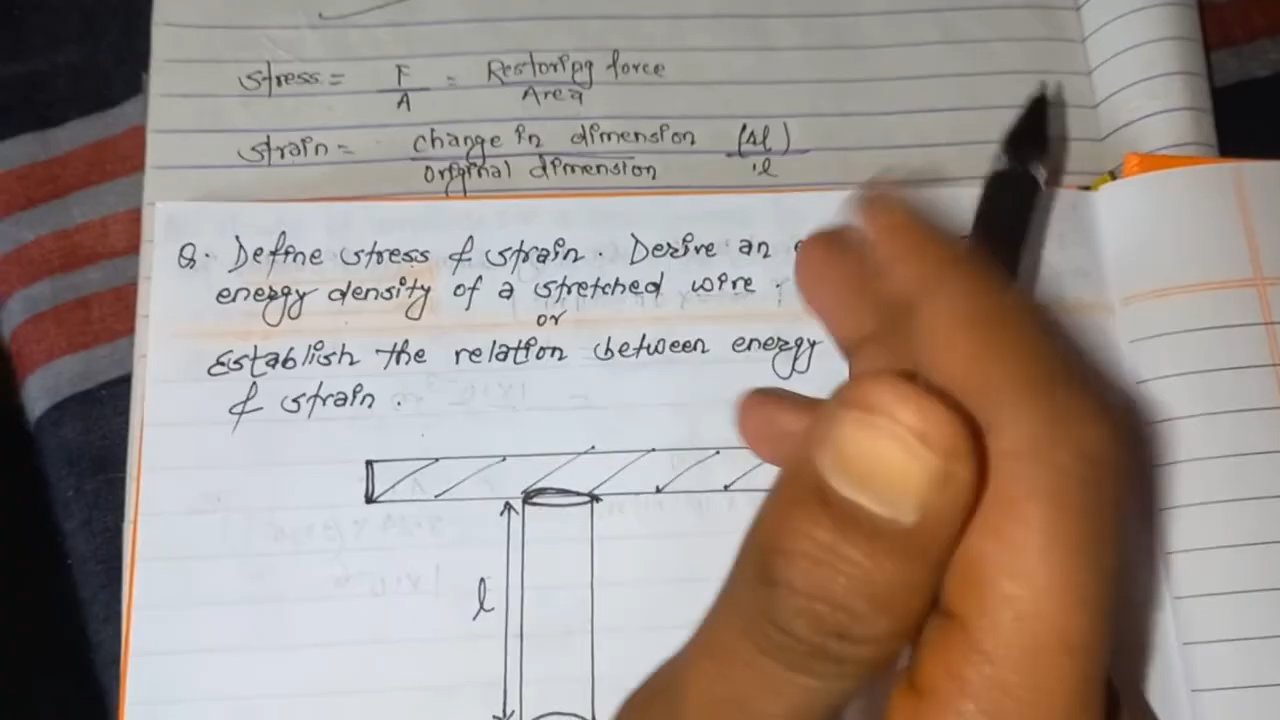 stress = F/A = Restoring force/Area
strain = change in dimension/original dimension (Δl)/l
Q. Define stress & strain. Derive an
energy density of a stretched wire.
or
Establish the relation between energy
& strain.
l